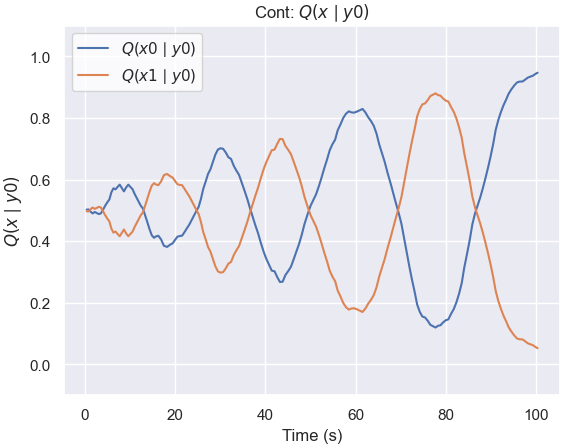 Cont: Q(x | y0)
Q(x0 | y0)
Q(x1 | y0)
Q(x | y0)
1.0
0.8
0.6
0.4
0.2
0.0
0 20 40 60 80 100
Time (s)